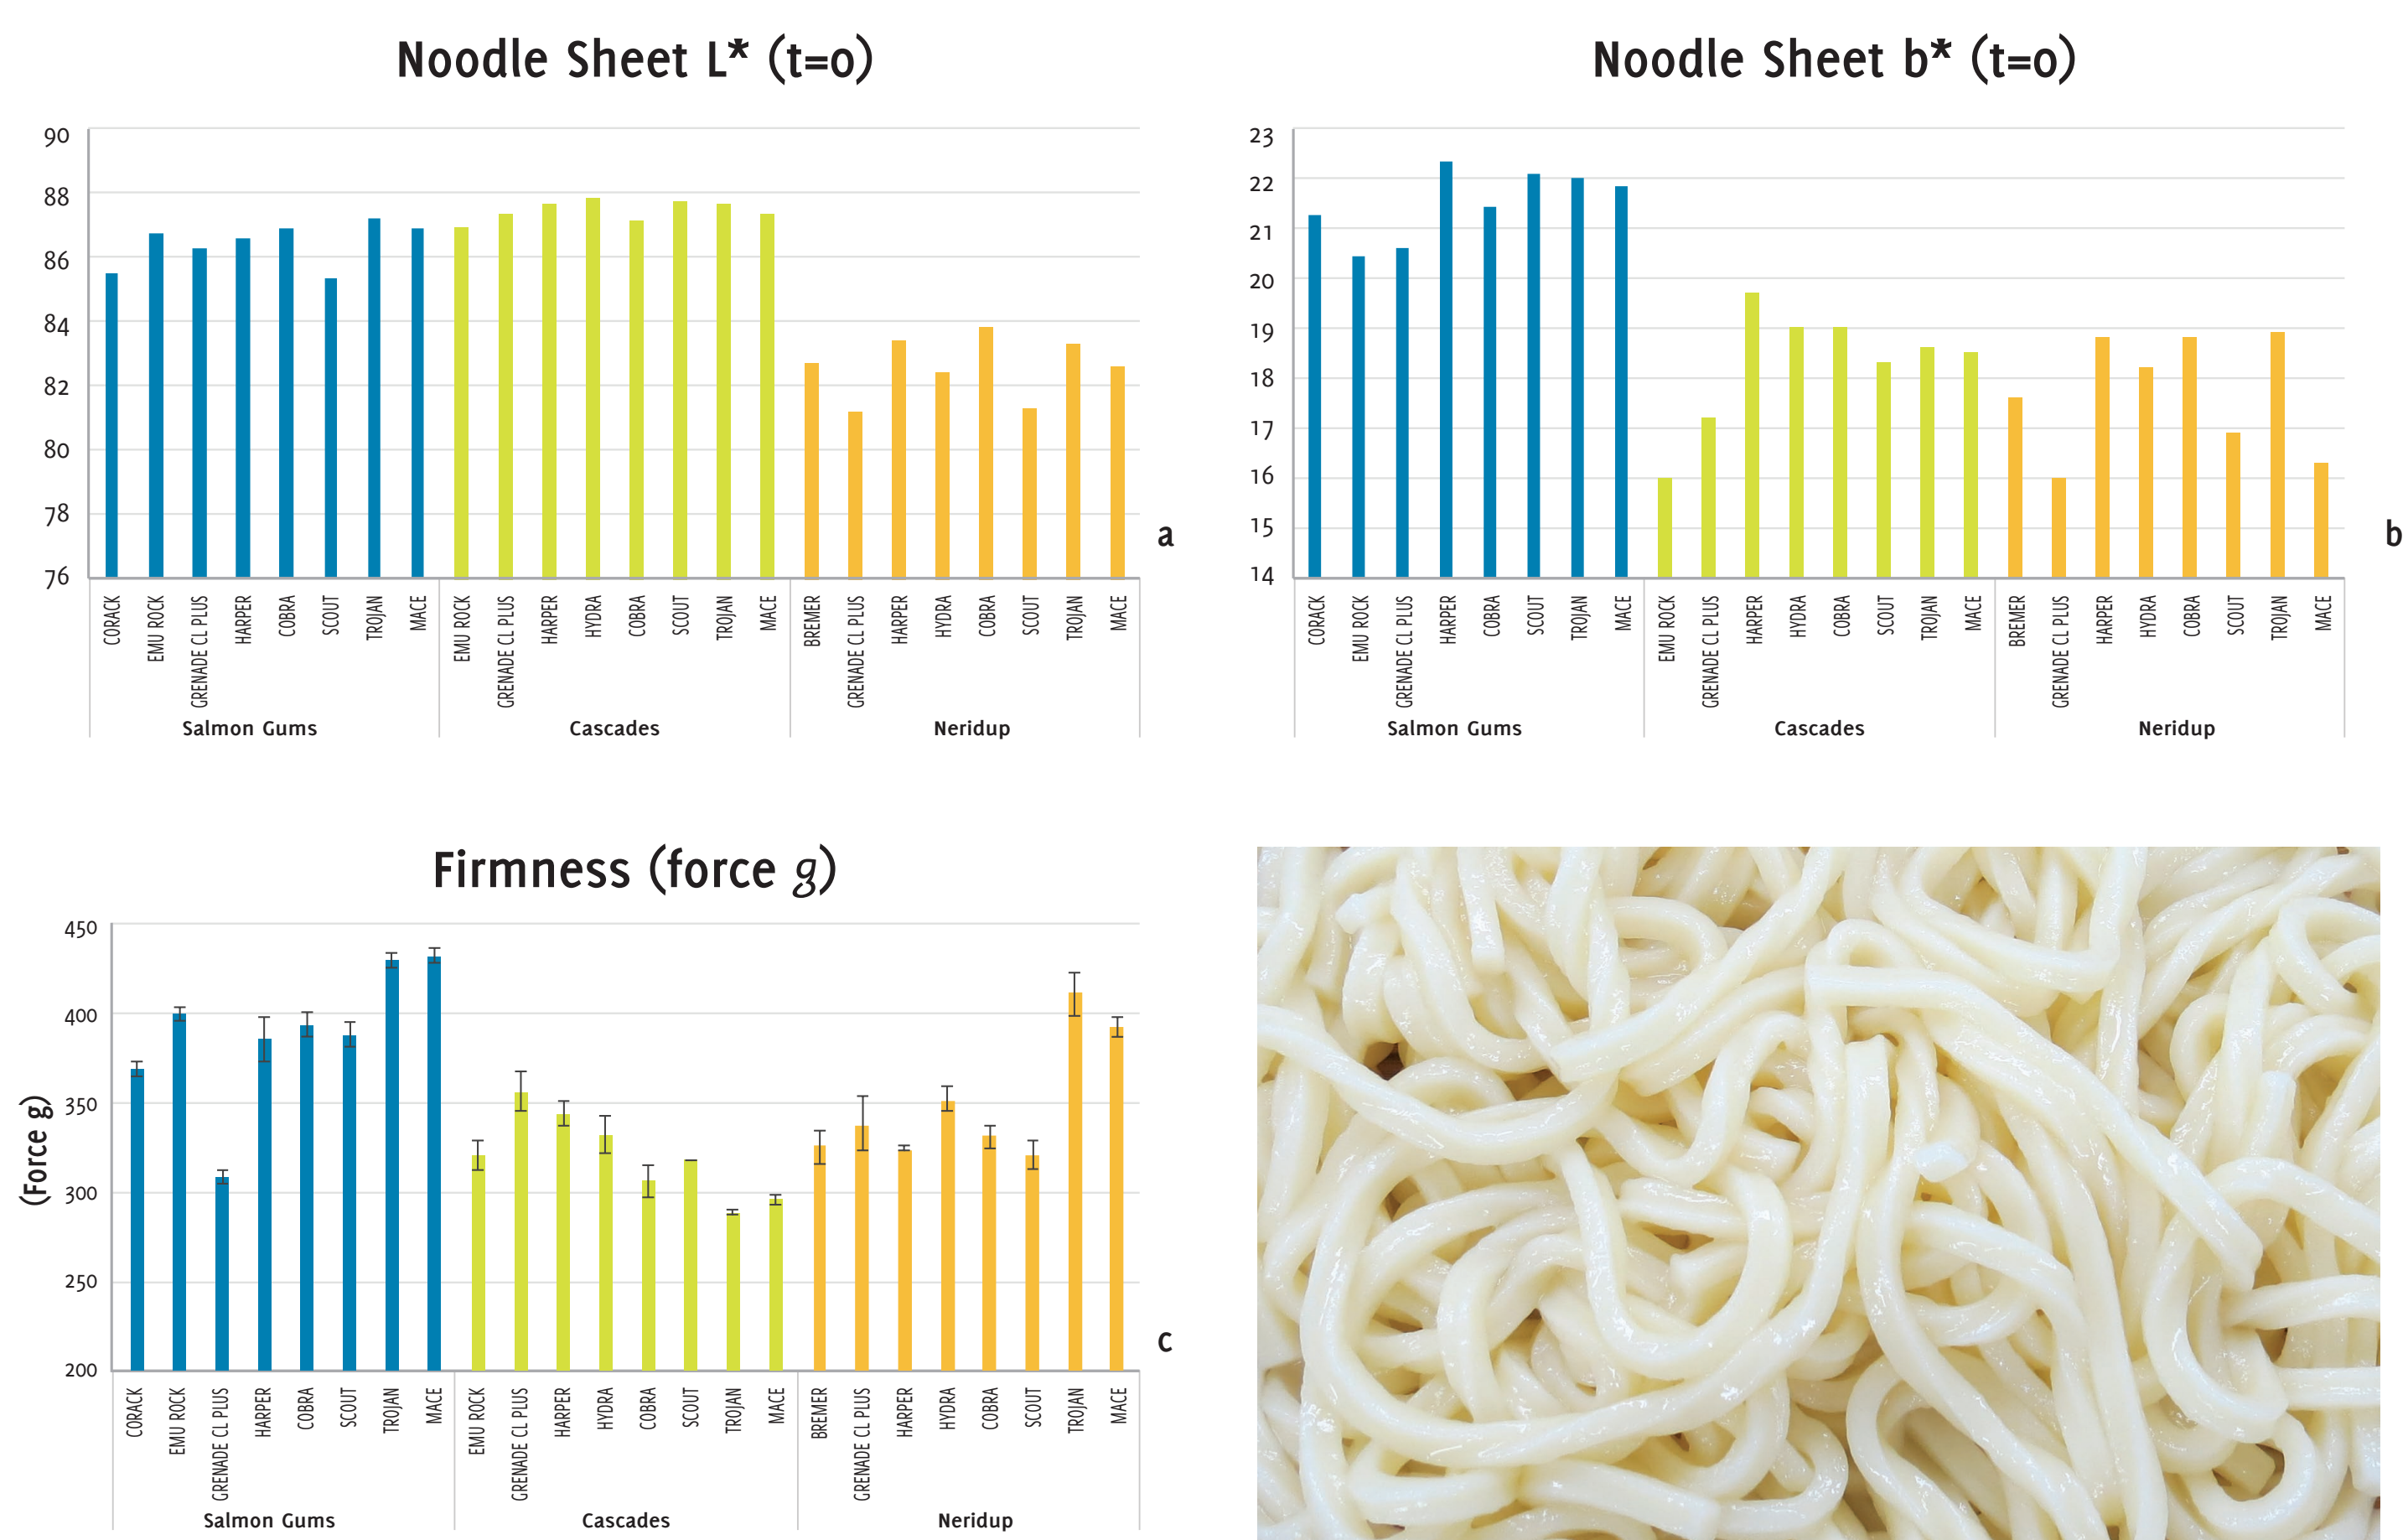 Noodle Sheet L* (t=0)
90
88
86
84
82
80
78
76
CORACK
EMU ROCK
GRENADE CL PLUS
HARPER
COBRA
SCOUT
TROJAN
MACE
EMU ROCK
GRENADE CL PLUS
HARPER
HYDRA
COBRA
SCOUT
TROJAN
MACE
BREMER
GRENADE CL PLUS
HARPER
HYDRA
COBRA
SCOUT
TROJAN
MACE
Salmon Gums
Cascades
Neridup
a
Noodle Sheet b* (t=0)
23
22
21
20
19
18
17
16
15
14
CORACK
EMU ROCK
GRENADE CL PLUS
HARPER
COBRA
SCOUT
TROJAN
MACE
EMU ROCK
GRENADE CL PLUS
HARPER
HYDRA
COBRA
SCOUT
TROJAN
MACE
BREMER
GRENADE CL PLUS
HARPER
HYDRA
COBRA
SCOUT
TROJAN
MACE
Salmon Gums
Cascades
Neridup
b
Firmness (force g)
(Force g)
450
400
350
300
250
200
CORACK
EMU ROCK
GRENADE CL PLUS
HARPER
COBRA
SCOUT
TROJAN
MACE
EMU ROCK
GRENADE CL PLUS
HARPER
HYDRA
COBRA
SCOUT
TROJAN
MACE
BREMER
GRENADE CL PLUS
HARPER
HYDRA
COBRA
SCOUT
TROJAN
MACE
Salmon Gums
Cascades
Neridup
c